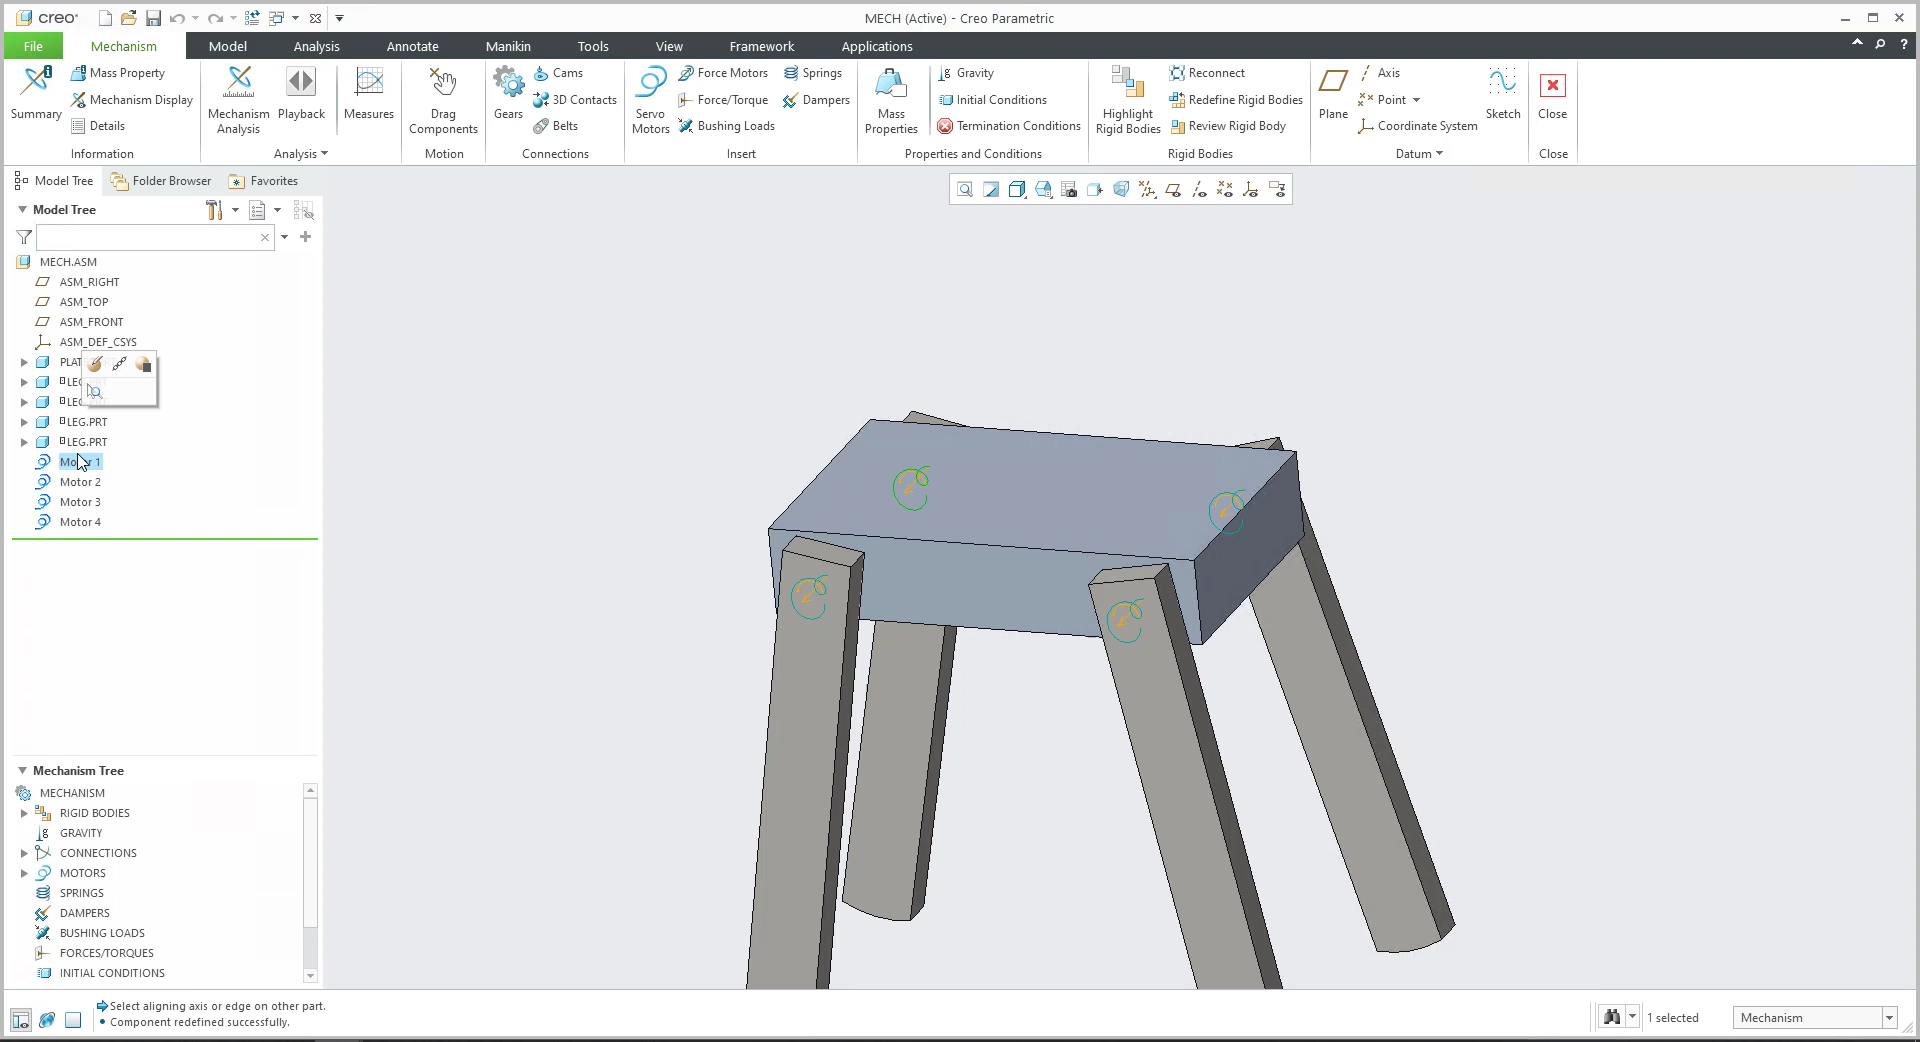 creo
MECH (Active) - Creo Parametric
File
Mechanism
Model
Analysis
Annotate
Manikin
Tools
View
Framework
Applications
Summary
Mass Property
Mechanism Display
Details
Information
Mechanism Analysis
Playback
Measures
Analysis
Drag Components
Motion
Gears
Cams
3D Contacts
Belts
Connections
Servo Motors
Force Motors
Force/Torque
Bushing Loads
Springs
Dampers
Insert
Mass Properties
Gravity
Initial Conditions
Termination Conditions
Properties and Conditions
Highlight Rigid Bodies
Reconnect
Redefine Rigid Bodies
Review Rigid Body
Rigid Bodies
Plane
Axis
Point
Coordinate System
Sketch
Datum
Close
Close
Model Tree
Folder Browser
Favorites
Model Tree
MECH.ASM
ASM_RIGHT
ASM_TOP
ASM_FRONT
ASM_DEF_CSYS
PLAT
LEG
LEG
LEG.PRT
LEG.PRT
Motor 1
Motor 2
Motor 3
Motor 4
Mechanism Tree
MECHANISM
RIGID BODIES
GRAVITY
CONNECTIONS
MOTORS
SPRINGS
DAMPERS
BUSHING LOADS
FORCES/TORQUES
INITIAL CONDITIONS
Select aligning axis or edge on other part.
Component redefined successfully.
1 selected
Mechanism